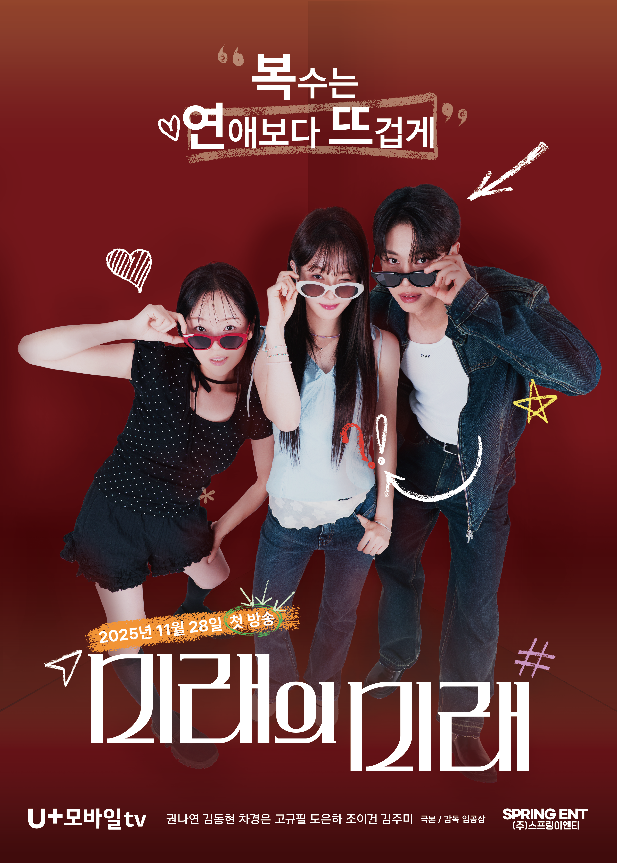 “복수는
연애보다 뜨겁게”
2025년 11월 28일 첫 방송
미래의 미래
U+모바일tv
권나연 김동현 차경은 고규필 도은하 조이건 김주미 극본 / 감독 임공삼
SPRING ENT
(주)스프링이엔티